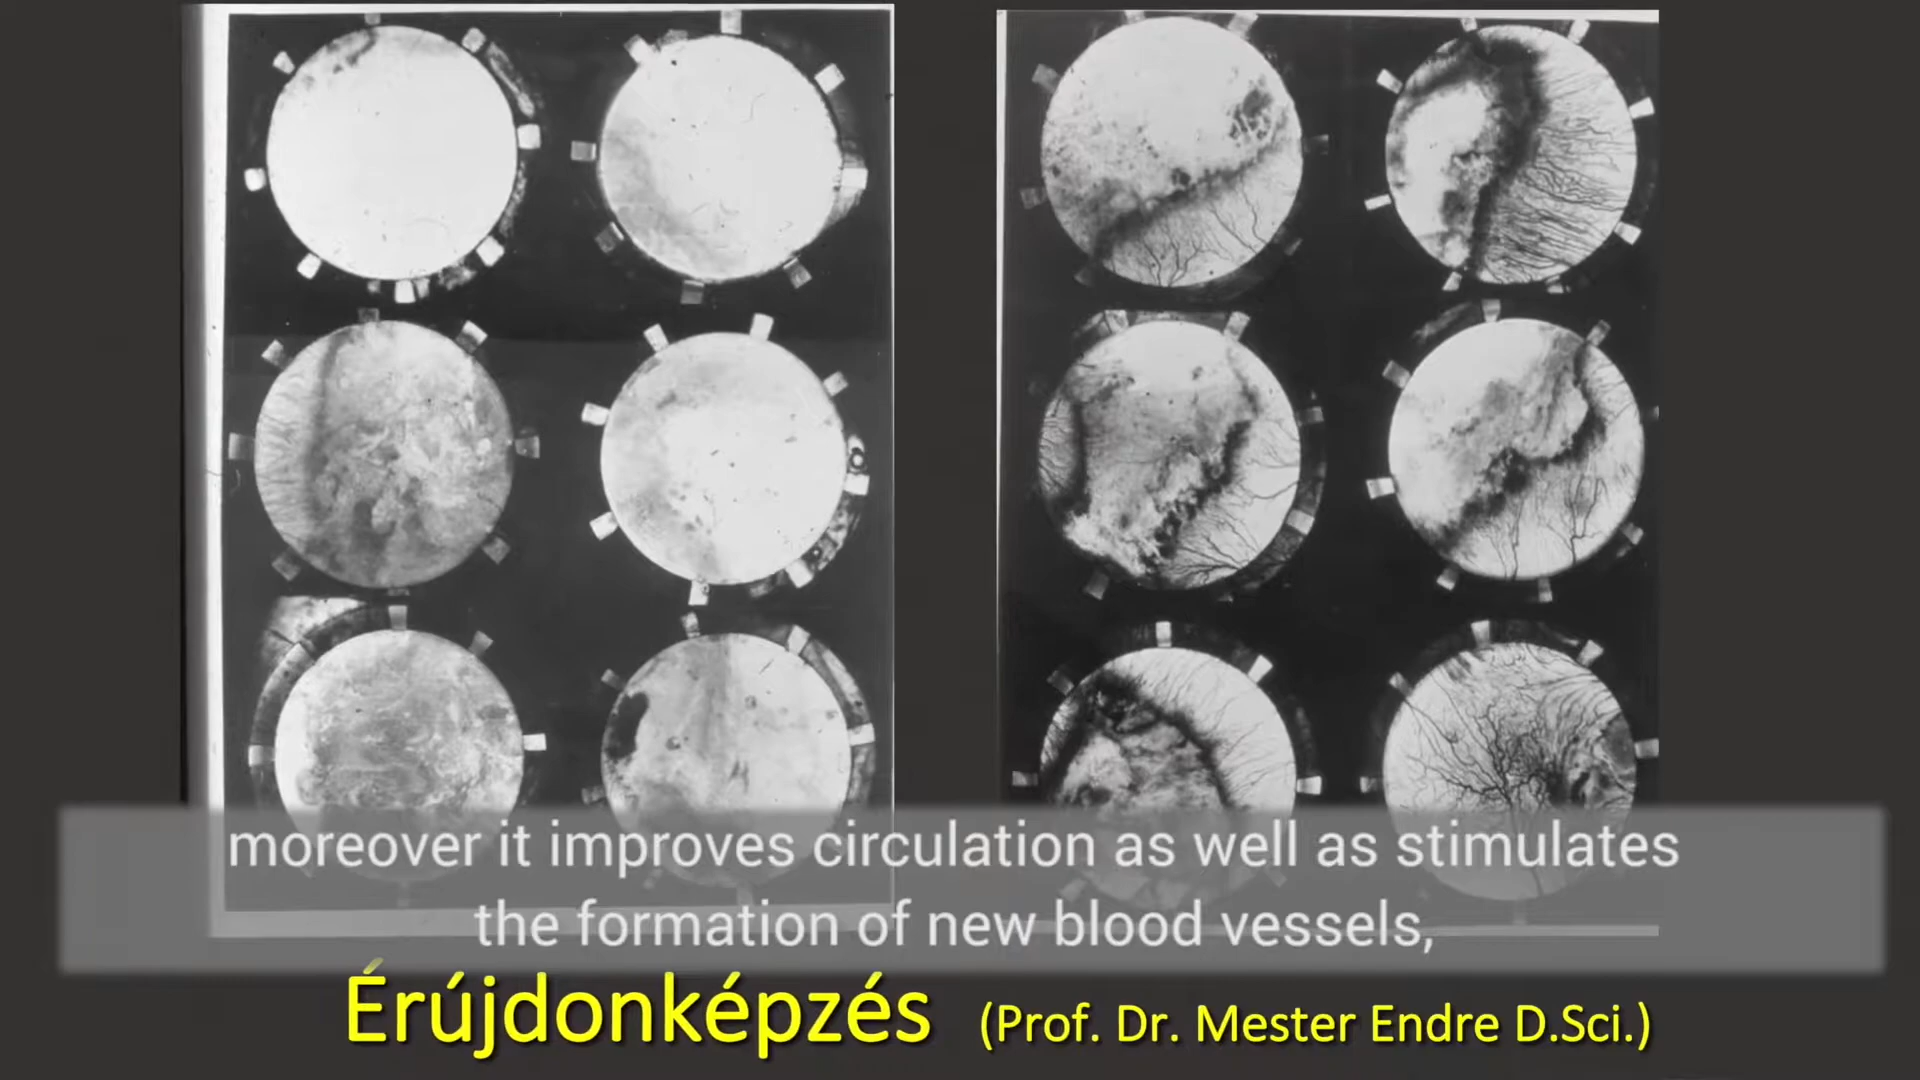 moreover it improves circulation as well as stimulates
the formation of new blood vessels,
Érújdonképzés (Prof. Dr. Mester Endre D.Sci.)